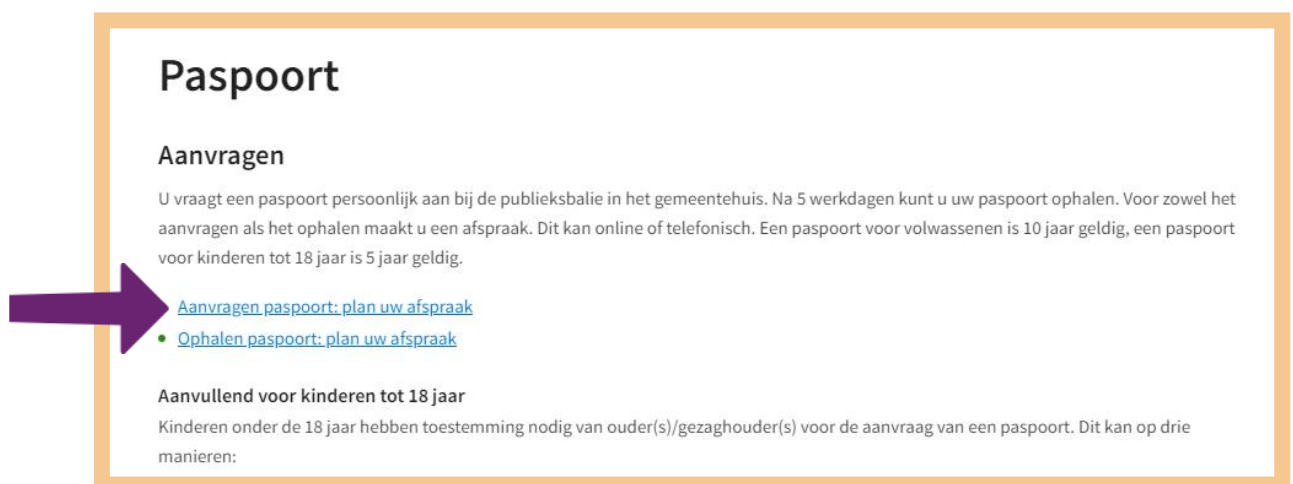 Paspoort
Aanvragen
U vraagt een paspoort persoonlijk aan bij de publieksbalie in het gemeentehuis. Na 5 werkdagen kunt u uw paspoort ophalen. Voor zowel het
aanvragen als het ophalen maakt u een afspraak. Dit kan online of telefonisch. Een paspoort voor volwassenen is 10 jaar geldig, een paspoort
voor kinderen tot 18 jaar is 5 jaar geldig.
Aanvragen paspoort: plan uw afspraak
Ophalen paspoort: plan uw afspraak
Aanvullend voor kinderen tot 18 jaar
Kinderen onder de 18 jaar hebben toestemming nodig van ouder(s)/gezaghouder(s) voor de aanvraag van een paspoort. Dit kan op drie
manieren: